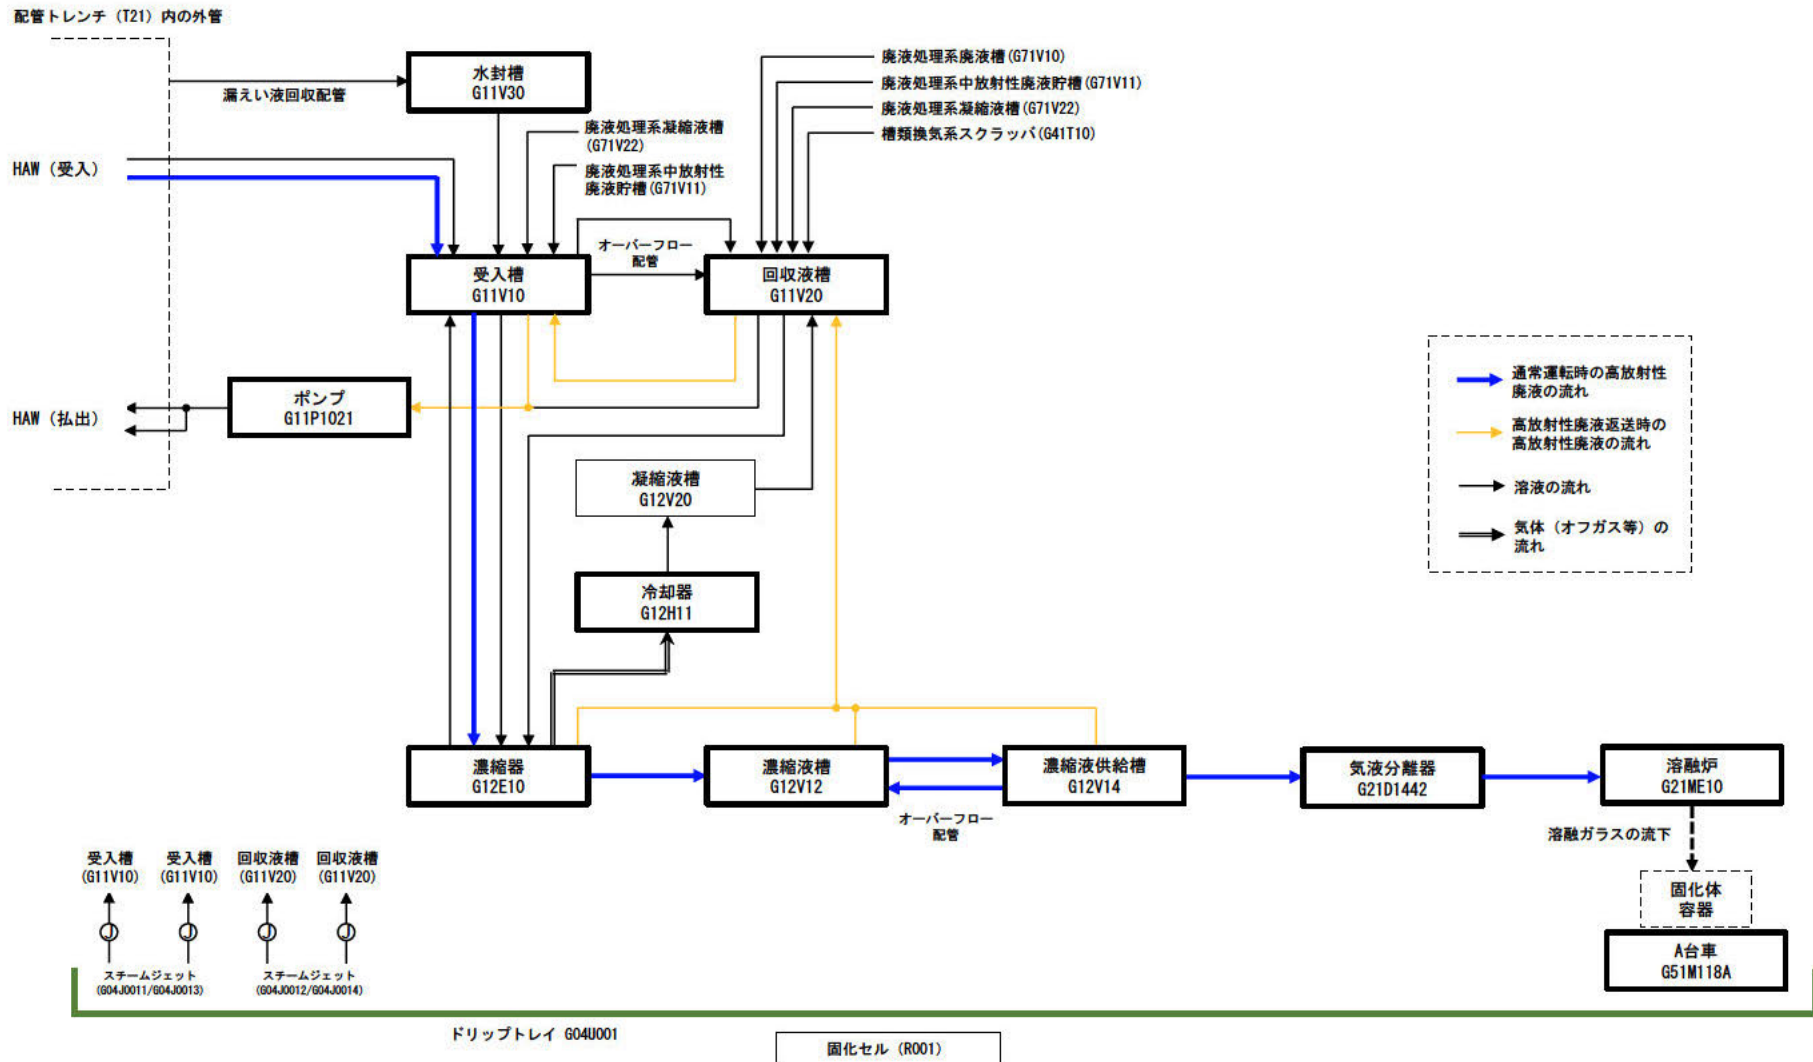 配管トレンチ（T21）内の外管
水封槽
G11V30
漏えい液回収配管
廃液処理系廃液槽(G71V10)
廃液処理系中放射性廃液貯槽(G71V11)
廃液処理系凝縮液槽(G71V22)
槽類換気系スクラッバ(G41T10)
廃液処理系凝縮液槽
(G71V22)
廃液処理系中放射性
廃液貯槽(G71V11)
HAW（受入）
オーバーフロー
配管
受入槽
G11V10
回収液槽
G11V20
ポンプ
G11P1021
HAW（払出）
通常運転時の高放射性
廃液の流れ
高放射性廃液返送時の
高放射性廃液の流れ
溶液の流れ
気体（オフガス等）の
流れ
凝縮液槽
G12V20
冷却器
G12H11
濃縮器
G12E10
濃縮液槽
G12V12
濃縮液供給槽
G12V14
気液分離器
G21D1442
溶融炉
G21ME10
オーバーフロー
配管
溶融ガラスの流下
固化体
容器
A台車
G51M118A
受入槽
(G11V10)
受入槽
(G11V10)
回収液槽
(G11V20)
回収液槽
(G11V20)
J
J
J
J
スチームジェット
(G04J0011/G04J0013)
スチームジェット
(G04J0012/G04J0014)
ドリップトレイ G04U001
固化セル（R001）